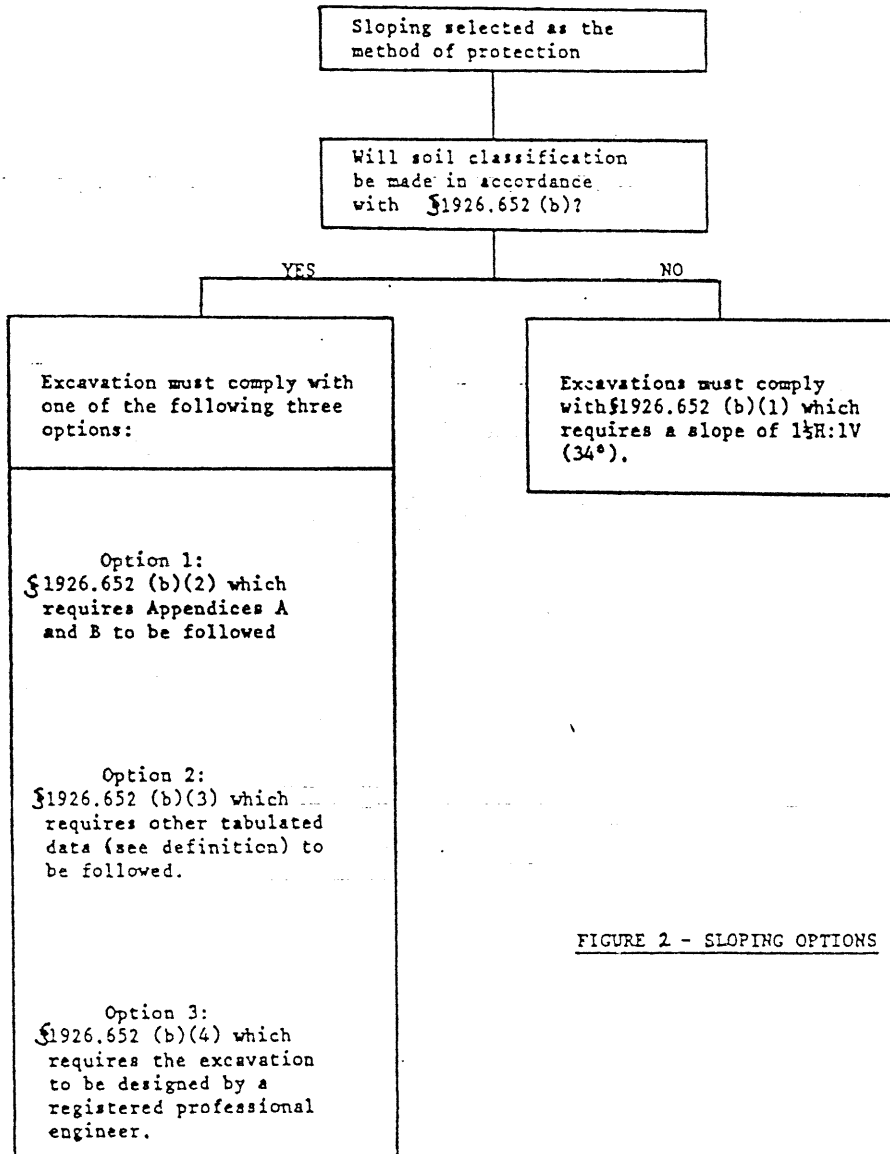 Sloping selected as the
method of protection
Will soil classification
be made in accordance
with §1926.652 (b)?
YES
NO
Excavation must comply with
one of the following three
options:
Excavations must comply
with§1926.652 (b)(1) which
requires a slope of 1½H:1V
(34°).
Option 1:
§1926.652 (b)(2) which
requires Appendices A
and B to be followed
Option 2:
§1926.652 (b)(3) which
requires other tabulated
data (see definition) to
be followed.
FIGURE 2 - SLOPING OPTIONS
Option 3:
§1926.652 (b)(4) which
requires the excavation
to be designed by a
registered professional
engineer.